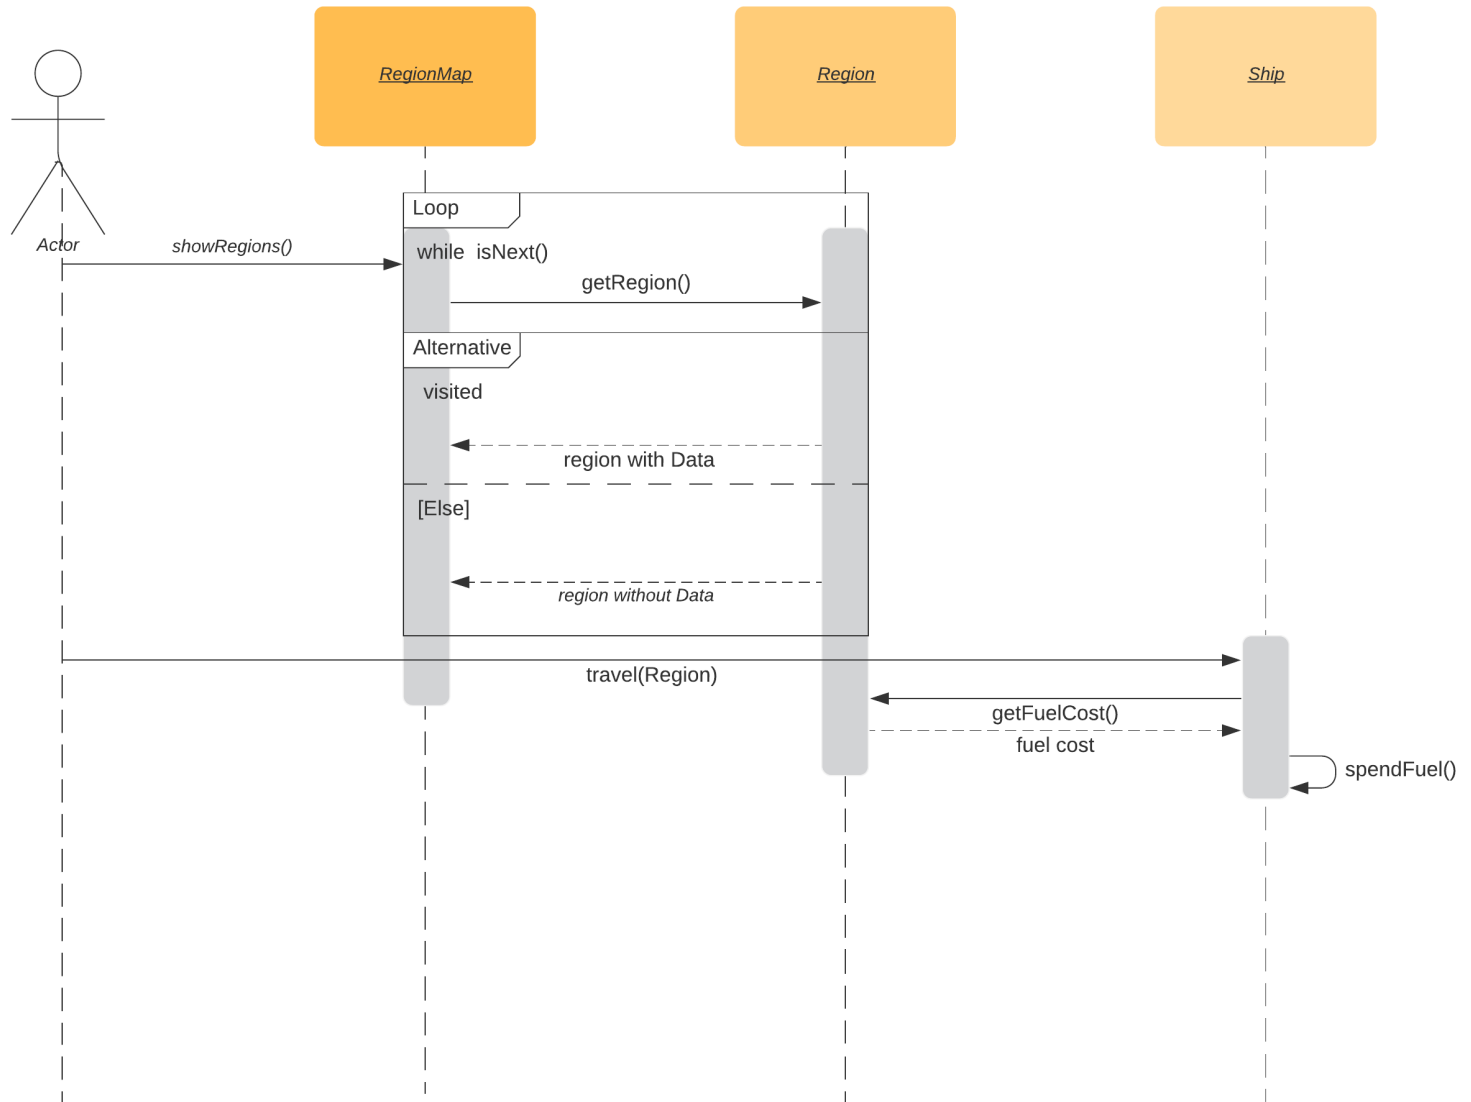 RegionMap
Region
Ship
Actor
Loop
showRegions()
while isNext()
getRegion()
Alternative
visited
region with Data
[Else]
region without Data
travel(Region)
getFuelCost()
fuel cost
spendFuel()